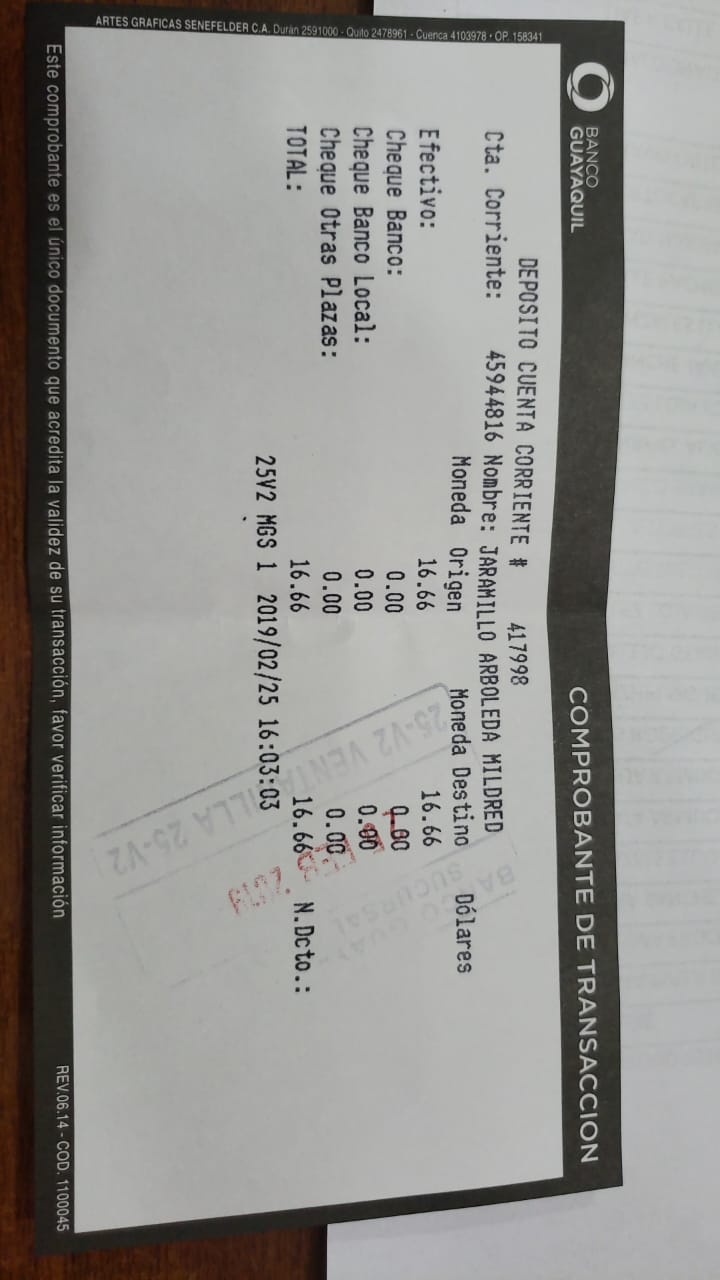 BANCO
GUAYAQUIL
COMPROBANTE DE TRANSACCION
DEPOSITO CUENTA CORRIENTE # 417998
Cta. Corriente: 45944816 Nombre: JARAMILLO ARBOLEDA MILDRED
Moneda Origen Moneda Destino Dólares
Efectivo: 16.66 16.66
Cheque Banco: 0.00 0.00
Cheque Banco Local: 0.00 0.00
Cheque Otras Plazas: 0.00 0.00
TOTAL: 16.66 16.66 N.Dcto.:
25V2 MGS 1 2019/02/25 16:03:03
25-V2 VENTANILLA 25-V2
SUCURSAL
FEB 2019
ARTES GRAFICAS SENEFELDER C.A. Durán 2591000 - Quito 2478961 - Cuenca 4103978 • OP. 158341
Este comprobante es el único documento que acredita la validez de su transacción, favor verificar información
REV.06.14 - COD. 1100045